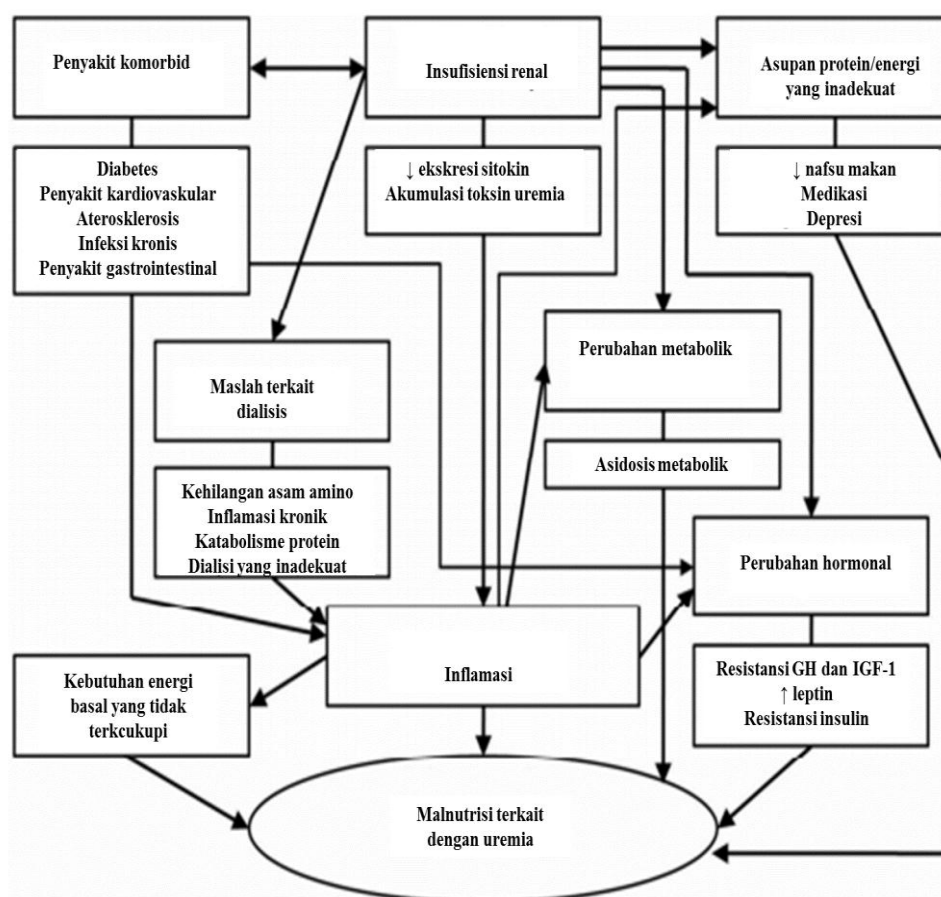 Penyakit komorbid
Insufisiensi renal
Asupan protein/energi
yang inadekuat
Diabetes
Penyakit kardiovaskular
Aterosklerosis
Infeksi kronis
Penyakit gastrointestinal
↓ ekskresi sitokin
Akumulasi toksin uremia
↓ nafsu makan
Medikasi
Depresi
Maslah terkait
dialisis
Perubahan metabolik
Asidosis metabolik
Kehilangan asam amino
Inflamasi kronik
Katabolisme protein
Dialisi yang inadekuat
Perubahan hormonal
Inflamasi
Kebutuhan energi
basal yang tidak
terkcukupi
Resistansi GH dan IGF-1
↑ leptin
Resistansi insulin
Malnutrisi terkait
dengan uremia